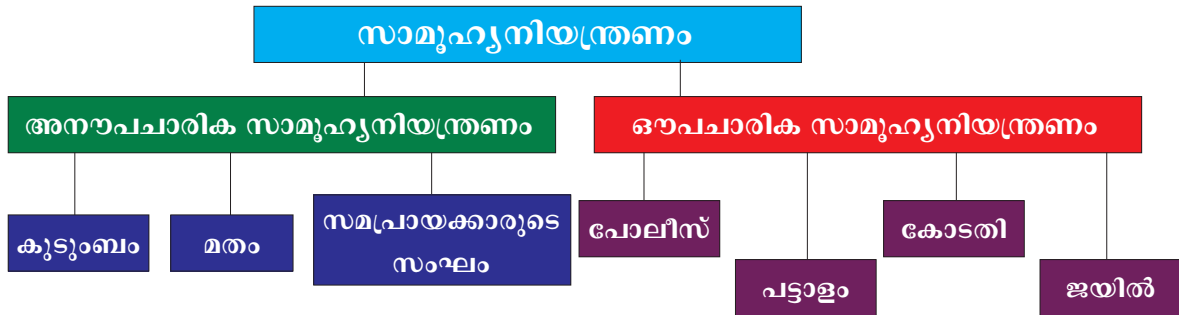 സാമൂഹ്യനിയന്ത്രണം
അനൗപചാരിക സാമൂഹ്യനിയന്ത്രണം
ഔപചാരിക സാമൂഹ്യനിയന്ത്രണം
കുടുംബം
മതം
സമപ്രായക്കാരുടെ
സംഘം
പോലീസ്
പട്ടാളം
കോടതി
ജയിൽ